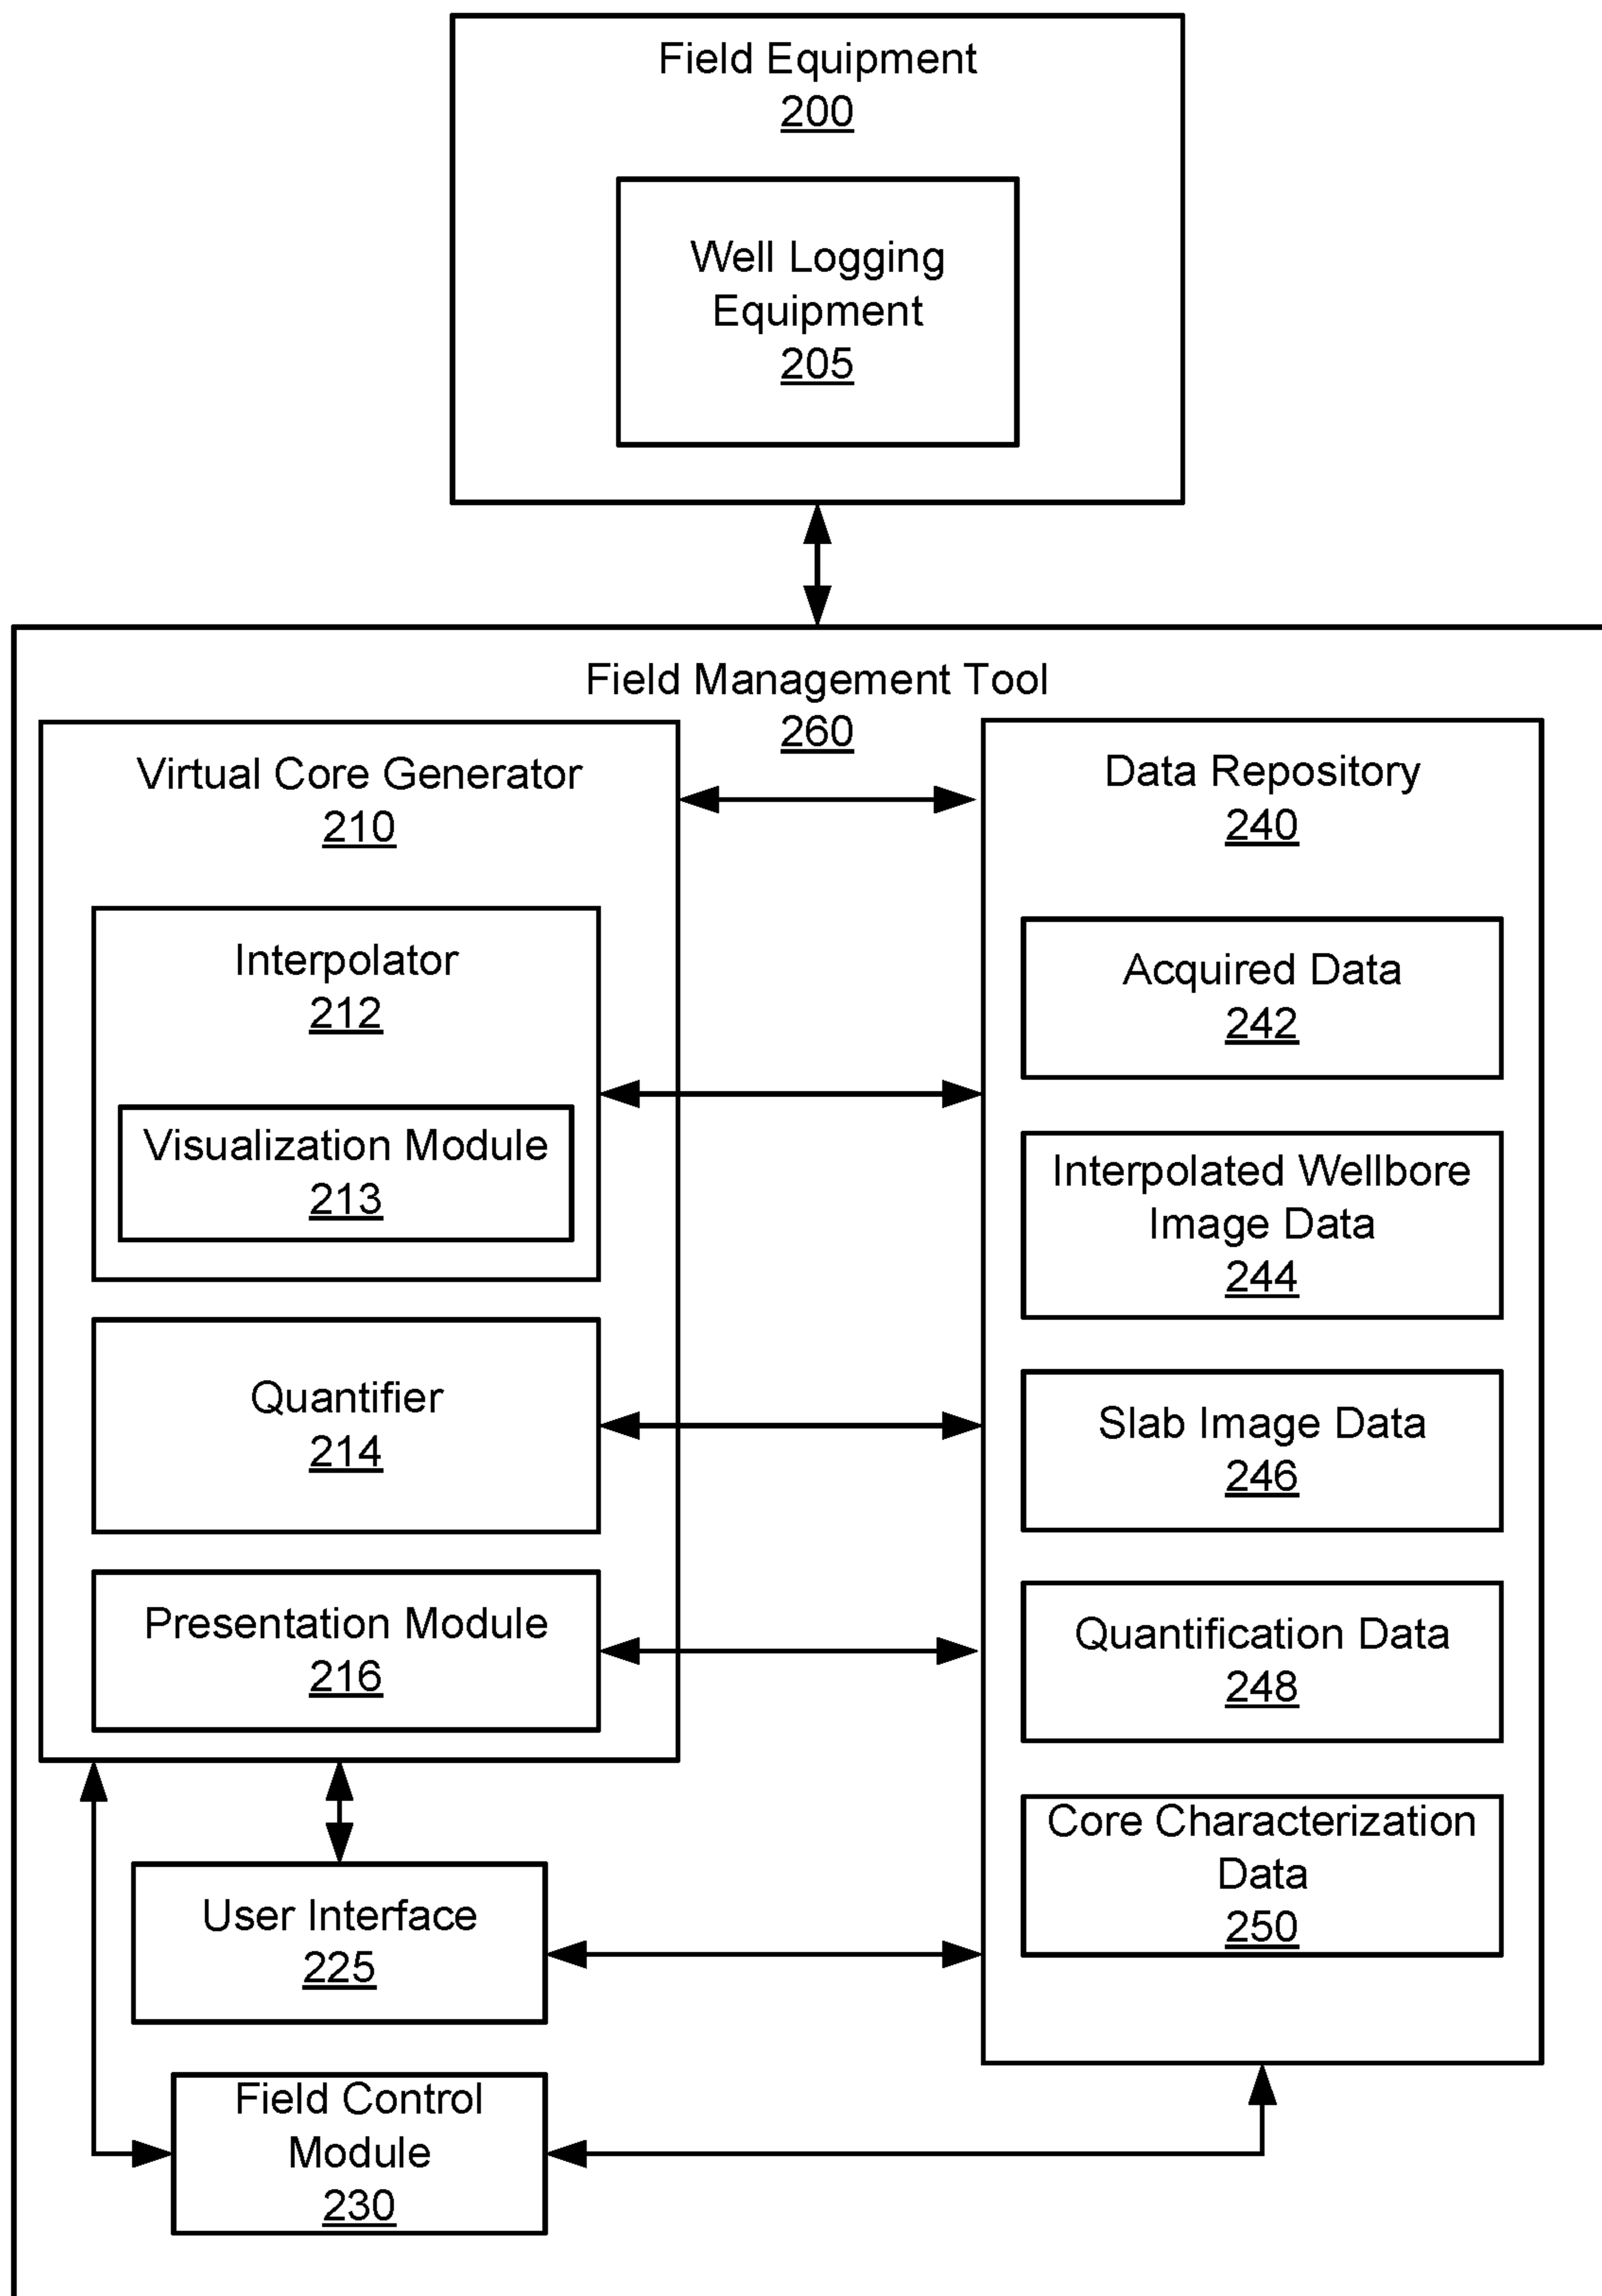 Field Equipment
200
Well Logging
Equipment
205
Field Management Tool
260
Virtual Core Generator
210
Interpolator
212
Visualization Module
213
Quantifier
214
Presentation Module
216
User Interface
225
Field Control
Module
230
Data Repository
240
Acquired Data
242
Interpolated Wellbore
Image Data
244
Slab Image Data
246
Quantification Data
248
Core Characterization
Data
250